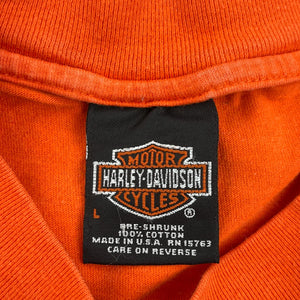 MOTOR
HARLEY-DAVIDSON
CYCLES
®
L
PRE-SHRUNK
100% COTTON
MADE IN U.S.A. RN 15763
CARE ON REVERSE